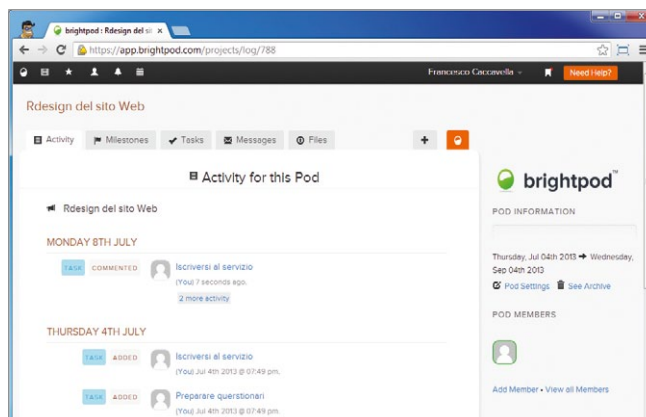 brightpod : Rdesign del si
https://app.brightpod.com/projects/log/788
Francesco Caccavella
Need Help?
Rdesign del sito Web
Activity
Milestones
Tasks
Messages
Files
+
Activity for this Pod
Rdesign del sito Web
MONDAY 8TH JULY
TASK COMMENTED Iscriversi al servizio
(You) 7 seconds ago.
2 more activity
THURSDAY 4TH JULY
TASK ADDED Iscriversi al servizio
(You) Jul 4th 2013 @ 07:49 pm.
TASK ADDED Preparare querstionari
(You) Jul 4th 2013 @ 07:49 pm.
brightpod™
POD INFORMATION
Thursday, Jul 04th 2013 → Wednesday,
Sep 04th 2013
Pod Settings See Archive
POD MEMBERS
Add Member • View all Members